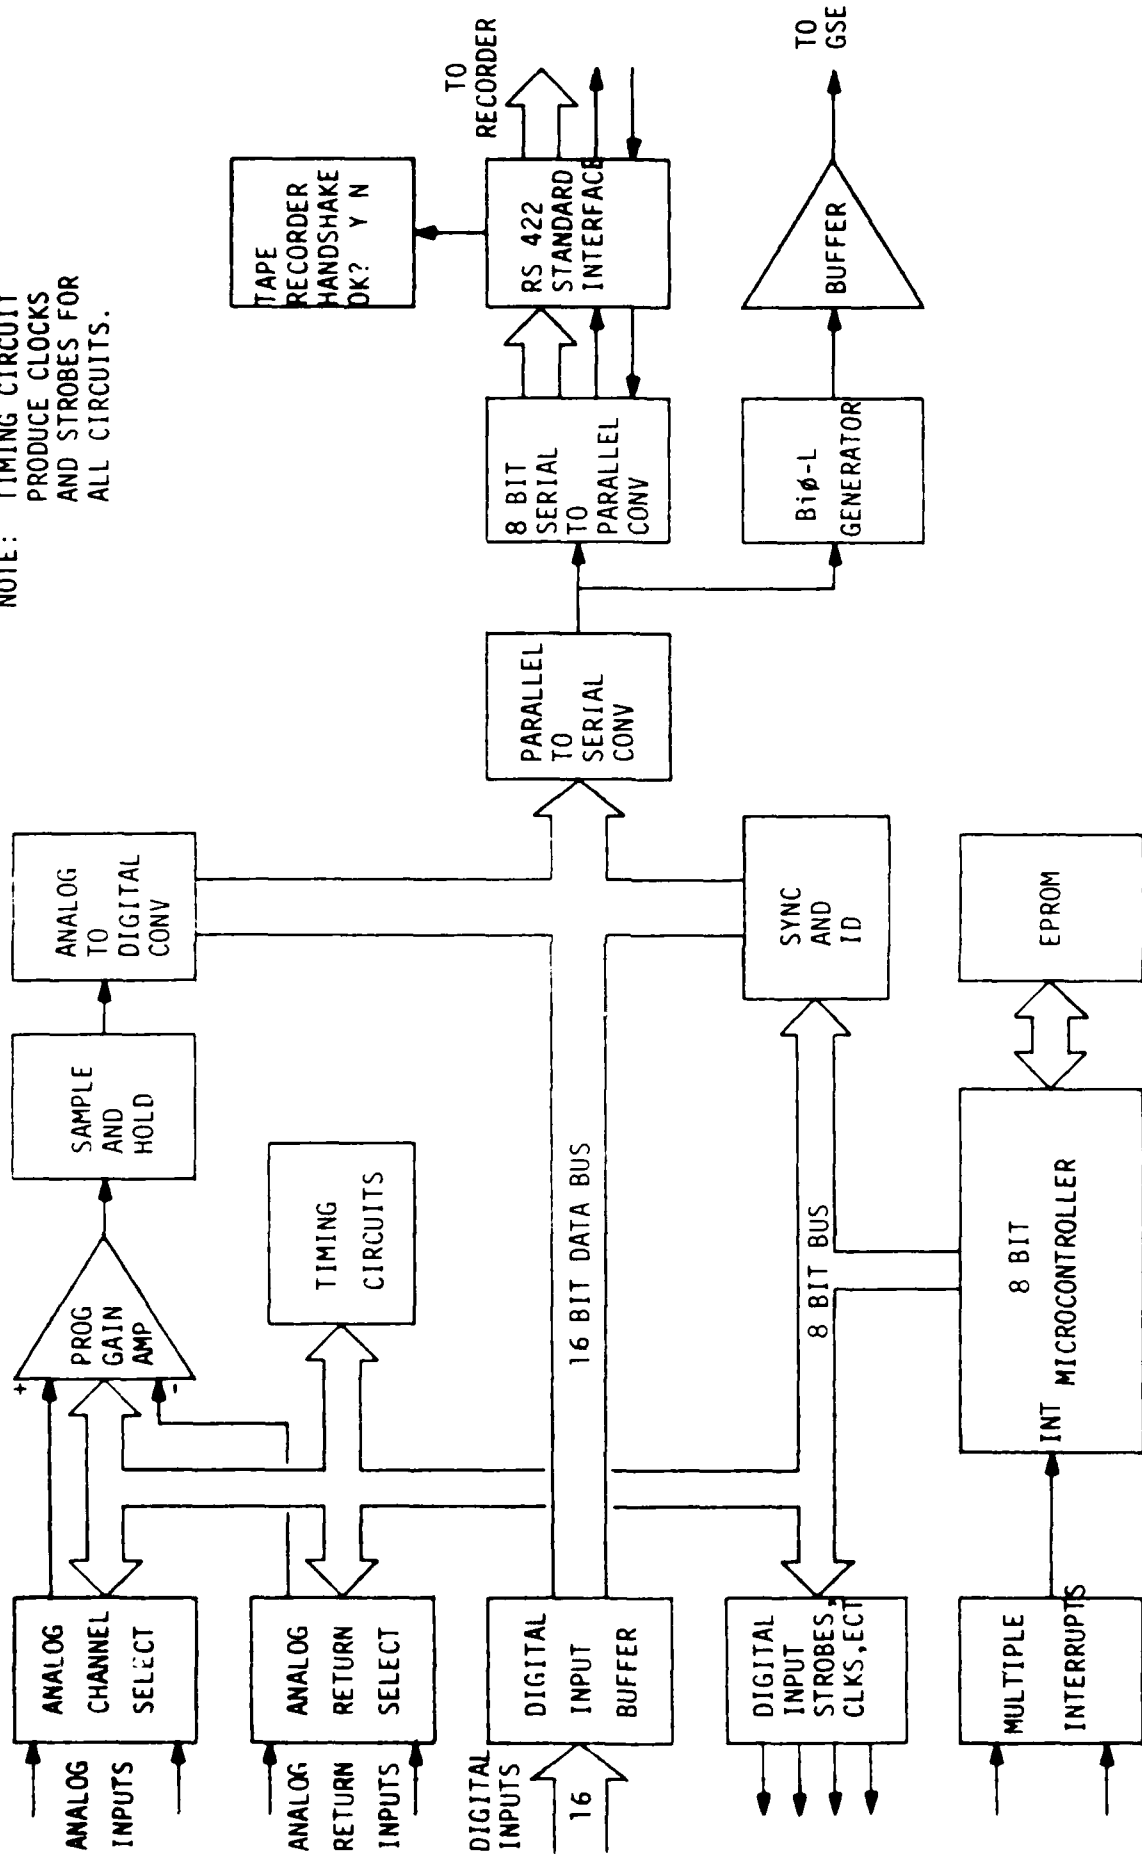 NOTE: TIMING CIRCUIT
PRODUCE CLOCKS
AND STROBES FOR
ALL CIRCUITS.
ANALOG
INPUTS
ANALOG
CHANNEL
SELECT
+
-
PROG
GAIN
AMP
SAMPLE
AND
HOLD
ANALOG
TO
DIGITAL
CONV
ANALOG
RETURN
INPUTS
ANALOG
RETURN
SELECT
TIMING
CIRCUITS
TAPE
RECORDER
HANDSHAKE
OK? Y N
DIGITAL
INPUTS
16
DIGITAL
INPUT
BUFFER
16 BIT DATA BUS
PARALLEL
TO
SERIAL
CONV
8 BIT
SERIAL
TO
PARALLEL
CONV
RS 422
STANDARD
INTERFACE
TO
RECORDER
DIGITAL
INPUT
STROBES,
CLKS,ECT
8 BIT BUS
SYNC
AND
ID
Biø-L
GENERATOR
BUFFER
TO
GSE
MULTIPLE
INTERRUPTS
INT
8 BIT
MICROCONTROLLER
EPROM